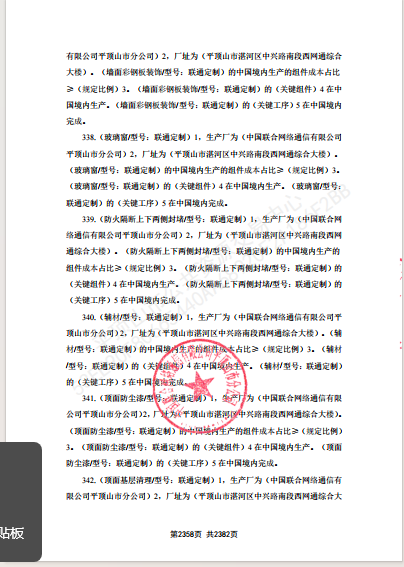 有限公司平顶山市分公司）2，厂址为（平顶山市湛河区中兴路南段西网通综合
大楼）。（墙面彩钢板装饰/型号：联通定制）的中国境内生产的组件成本占比
≥（规定比例）3。（墙面彩钢板装饰/型号：联通定制）的（关键组件）4 在中
国境内生产。（墙面彩钢板装饰/型号：联通定制）的（关键工序）5 在中国境内
完成。
338.（玻璃窗/型号：联通定制）1，生产厂为（中国联合网络通信有限公司
平顶山市分公司）2，厂址为（平顶山市湛河区中兴路南段西网通综合大楼）。
（玻璃窗/型号：联通定制）的中国境内生产的组件成本占比≥（规定比例）3。
（玻璃窗/型号：联通定制）的（关键组件）4 在中国境内生产。（玻璃窗/型号：
联通定制）的（关键工序）5 在中国境内完成。
339.（防火隔断上下两侧封堵/型号：联通定制）1，生产厂为（中国联合网
络通信有限公司平顶山市分公司）2，厂址为（平顶山市湛河区中兴路南段西网
通综合大楼）。（防火隔断上下两侧封堵/型号：联通定制）的中国境内生产的
组件成本占比≥（规定比例）3。（防火隔断上下两侧封堵/型号：联通定制）的
（关键组件）4 在中国境内生产。（防火隔断上下两侧封堵/型号：联通定制）的
（关键工序）5 在中国境内完成。
340.（辅材/型号：联通定制）1，生产厂为（中国联合网络通信有限公司平
顶山市分公司）2，厂址为（平顶山市湛河区中兴路南段西网通综合大楼）。（辅
材/型号：联通定制）的中国境内生产的组件成本占比≥（规定比例）3。（辅材
/型号：联通定制）的（关键组件）4 在中国境内生产。（辅材/型号：联通定制）
的（关键工序）5 在中国境内完成。
341.（顶面防尘漆/型号：联通定制）1，生产厂为（中国联合网络通信有限
公司平顶山市分公司）2，厂址为（平顶山市湛河区中兴路南段西网通综合大楼）。
（顶面防尘漆/型号：联通定制）的中国境内生产的组件成本占比≥（规定比例）
3。（顶面防尘漆/型号：联通定制）的（关键组件）4 在中国境内生产。（顶面
防尘漆/型号：联通定制）的（关键工序）5 在中国境内完成。
342.（顶面基层清理/型号：联通定制）1，生产厂为（中国联合网络通信有
限公司平顶山市分公司）2，厂址为（平顶山市湛河区中兴路南段西网通综合大
第2358页 共2382页
贴板